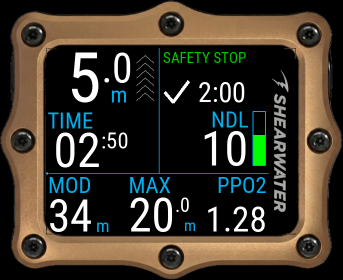 5.0 m
SAFETY STOP
2:00
TIME
02:50
NDL
10
MOD
34 m
MAX
20.0 m
PPO2
1.28
SHEARWATER